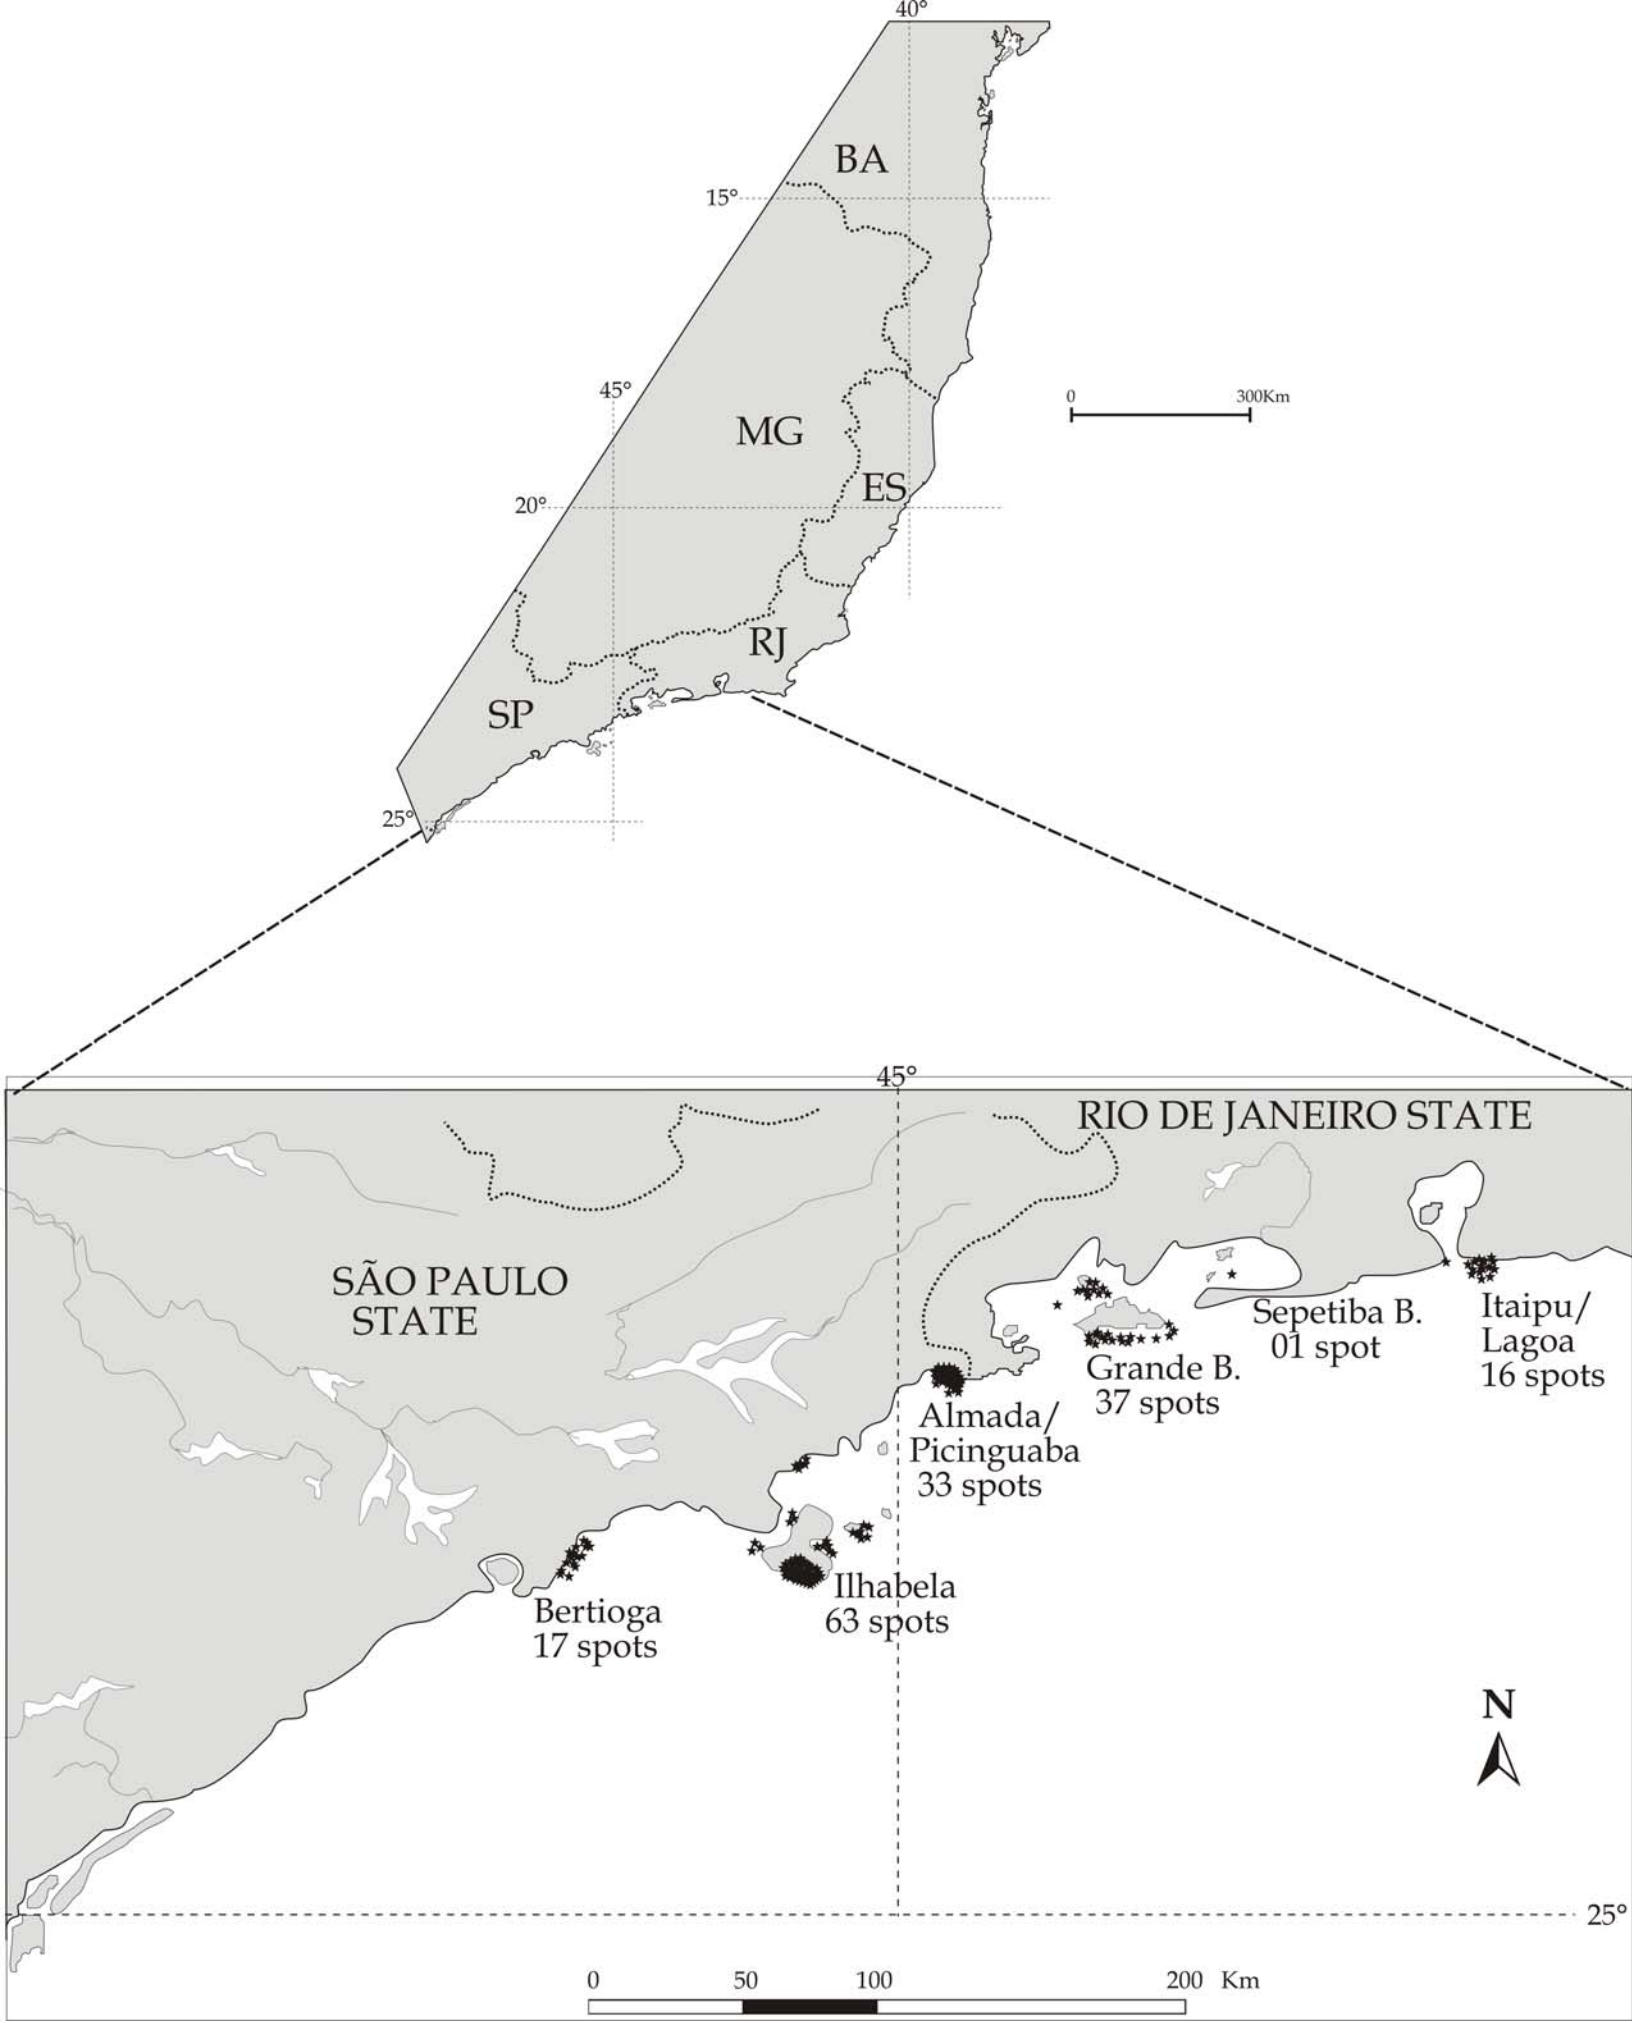 40°
BA
15°
45°
0 300Km
MG
ES
20°
RJ
SP
25°
45°
RIO DE JANEIRO STATE
SÃO PAULO
STATE
Sepetiba B.
01 spot
Itaipu/
Lagoa
16 spots
Grande B.
37 spots
Almada/
Picinguaba
33 spots
Ilhabela
63 spots
Bertioga
17 spots
N
25°
0 50 100 200 Km